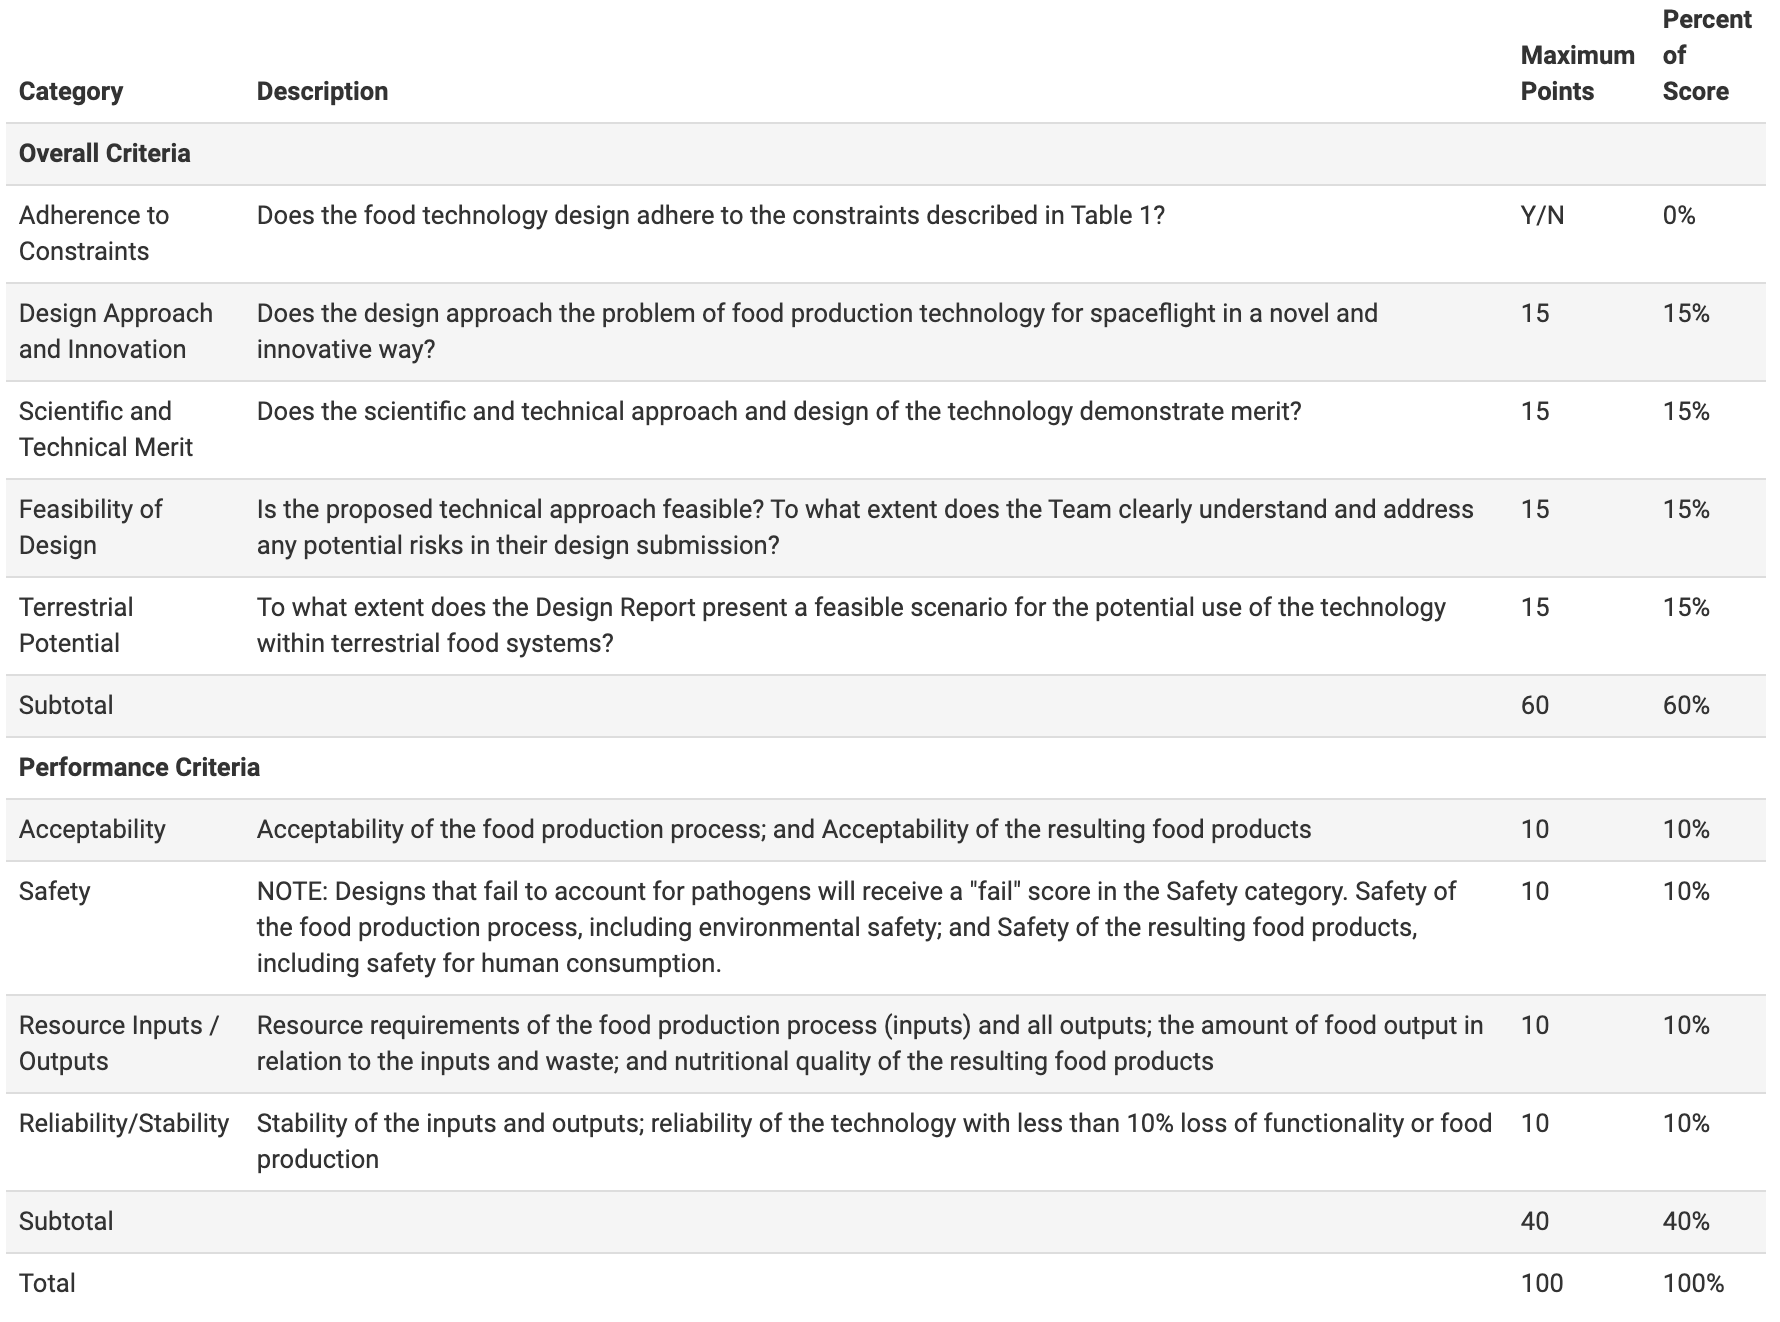 Category Description Maximum Points Percent of Score
Overall Criteria
Adherence to Constraints Does the food technology design adhere to the constraints described in Table 1? Y/N 0%
Design Approach and Innovation Does the design approach the problem of food production technology for spaceflight in a novel and innovative way? 15 15%
Scientific and Technical Merit Does the scientific and technical approach and design of the technology demonstrate merit? 15 15%
Feasibility of Design Is the proposed technical approach feasible? To what extent does the Team clearly understand and address any potential risks in their design submission? 15 15%
Terrestrial Potential To what extent does the Design Report present a feasible scenario for the potential use of the technology within terrestrial food systems? 15 15%
Subtotal 60 60%
Performance Criteria
Acceptability Acceptability of the food production process; and Acceptability of the resulting food products 10 10%
Safety NOTE: Designs that fail to account for pathogens will receive a "fail" score in the Safety category. Safety of the food production process, including environmental safety; and Safety of the resulting food products, including safety for human consumption. 10 10%
Resource Inputs / Outputs Resource requirements of the food production process (inputs) and all outputs; the amount of food output in relation to the inputs and waste; and nutritional quality of the resulting food products 10 10%
Reliability/Stability Stability of the inputs and outputs; reliability of the technology with less than 10% loss of functionality or food production 10 10%
Subtotal 40 40%
Total 100 100%